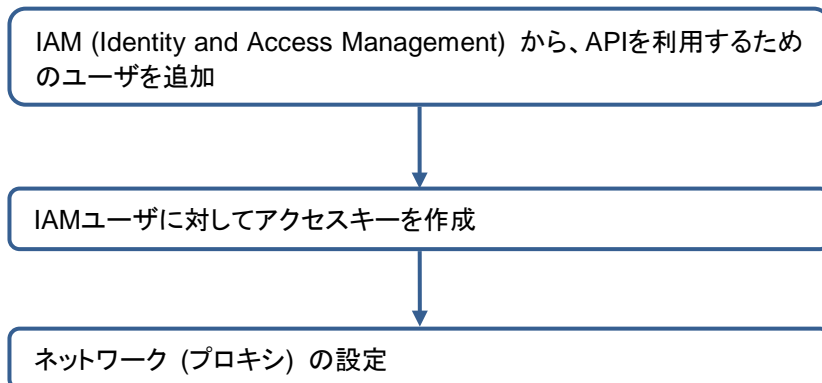 IAM (Identity and Access Management) から、APIを利用するため
のユーザを追加
IAMユーザに対してアクセスキーを作成
ネットワーク (プロキシ) の設定